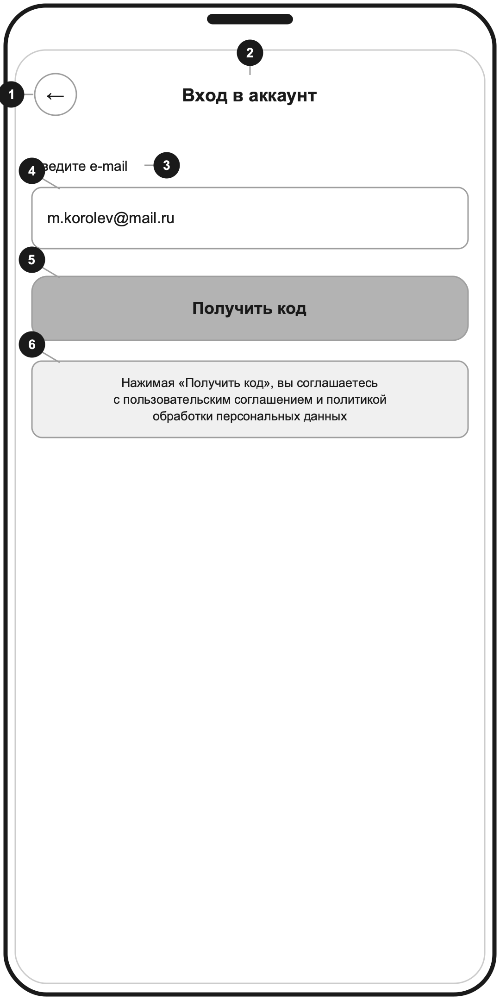 2
1
←
Вход в аккаунт
4
ведите e-mail
3
m.korolev@mail.ru
5
Получить код
6
Нажимая «Получить код», вы соглашаетесь
с пользовательским соглашением и политикой
обработки персональных данных